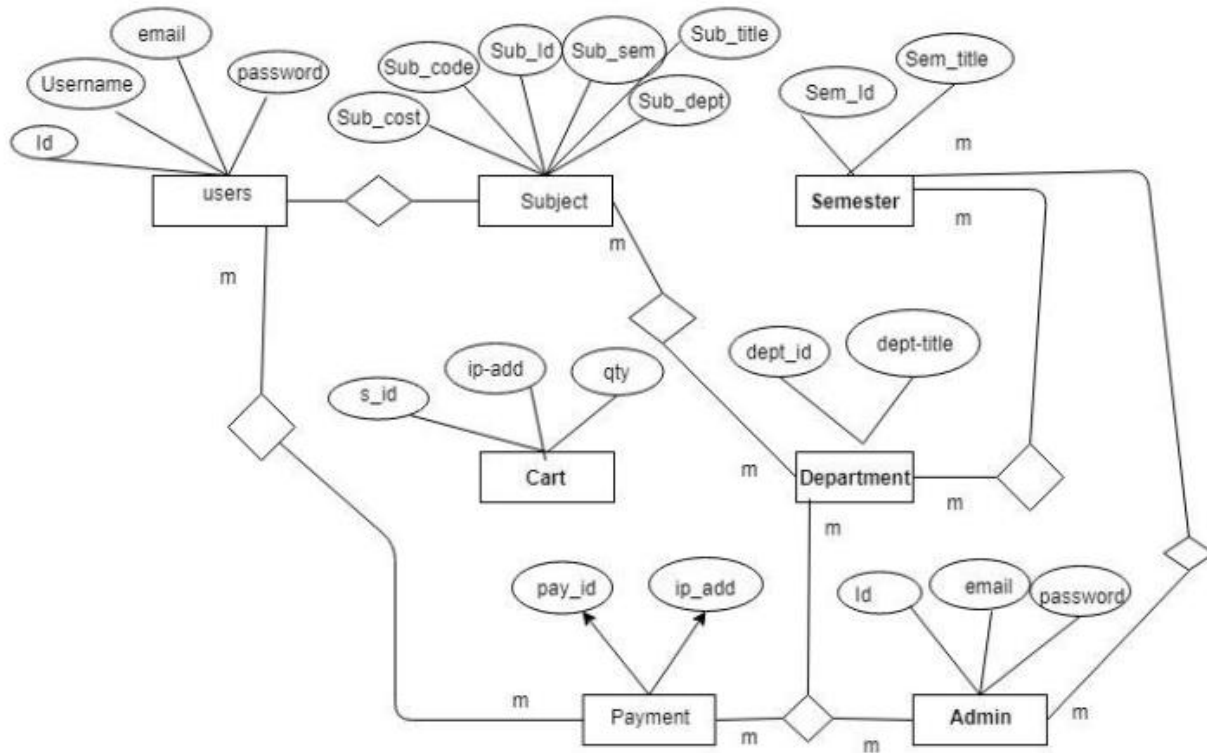 email
Username
password
Id
users
Sub_code
Sub_Id
Sub_sem
Sub_title
Sub_cost
Sub_dept
Subject
Sem_Id
Sem_title
Semester
m
m
m
m
s_id
ip-add
qty
Cart
dept_id
dept-title
Department
m
m
m
pay_id
ip_add
Payment
m
m
Id
email
password
Admin
m
m